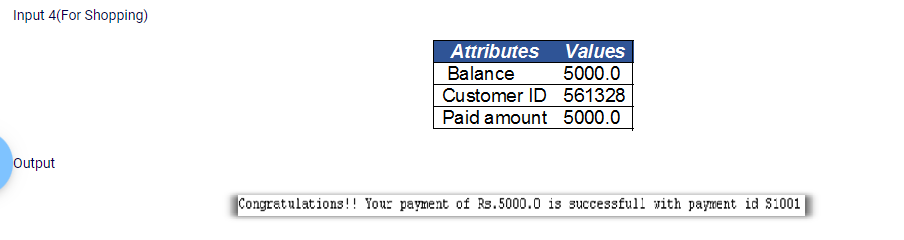 Input 4(For Shopping)
Attributes Values
Balance 5000.0
Customer ID 561328
Paid amount 5000.0
Output
Congratulations!! Your payment of Rs.5000.0 is successfull with payment id S1001